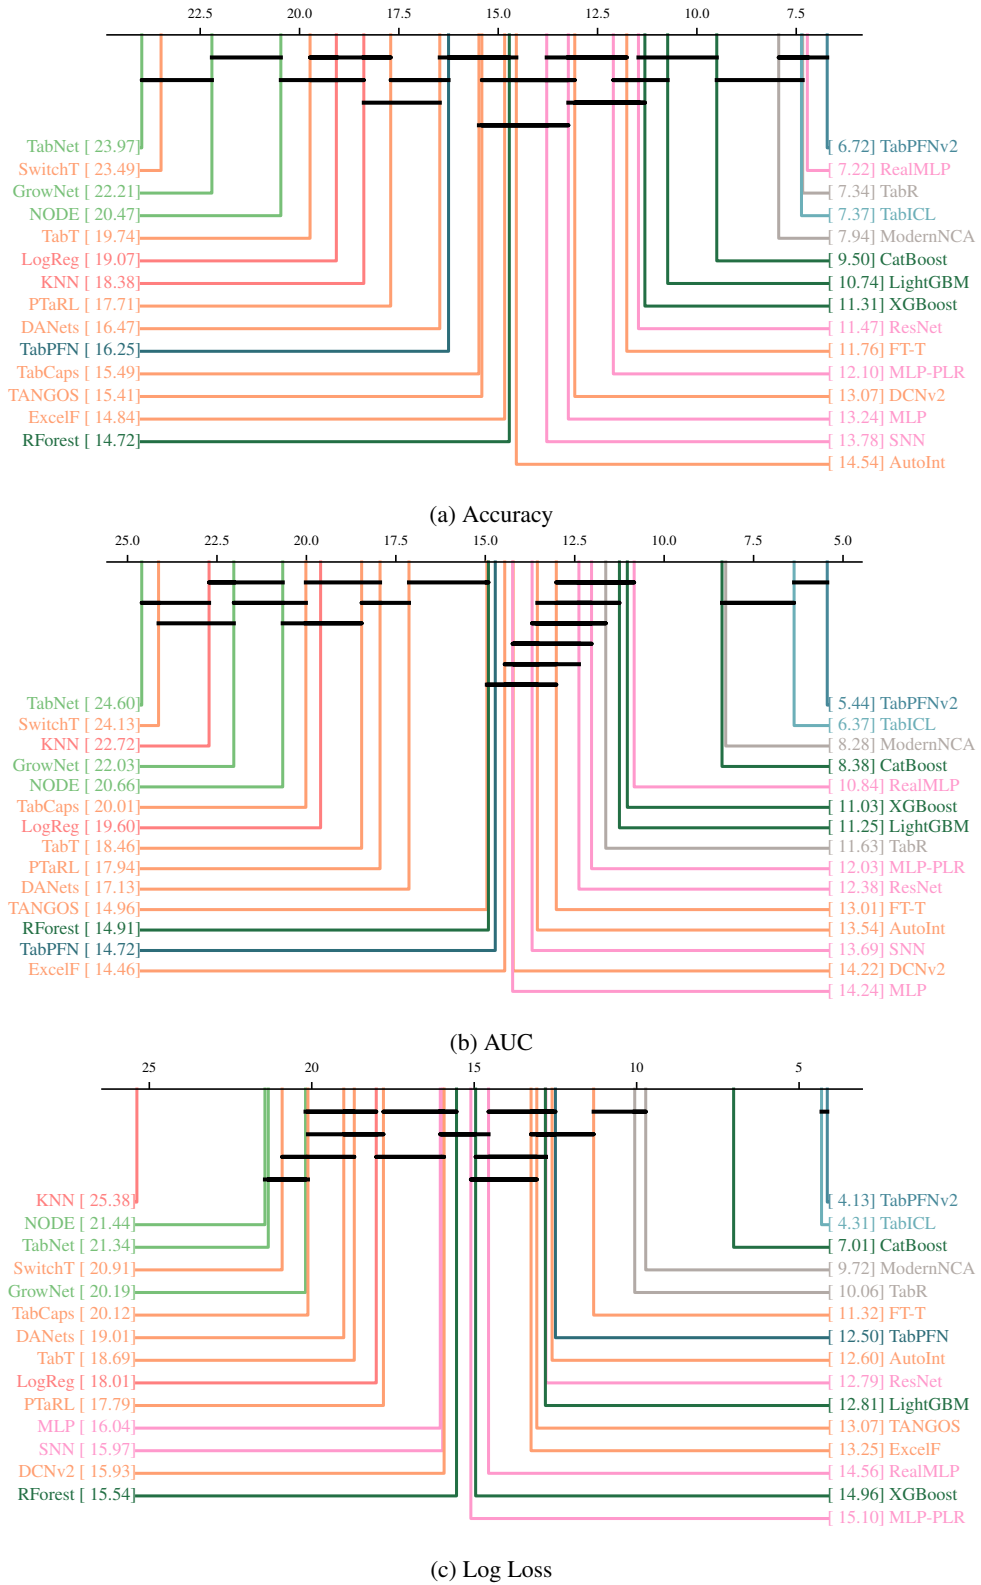 22.5 20.0 17.5 15.0 12.5 10.0 7.5
TabNet [ 23.97] [ 6.72] TabPFNv2
SwitchT [ 23.49] [ 7.22] RealMLP
GrowNet [ 22.21] [ 7.34] TabR
NODE [ 20.47] [ 7.37] TabICL
TabT [ 19.74] [ 7.94] ModernNCA
LogReg [ 19.07] [ 9.50] CatBoost
KNN [ 18.38] [ 10.74] LightGBM
PTaRL [ 17.71] [ 11.31] XGBoost
DANets [ 16.47] [ 11.47] ResNet
TabPFN [ 16.25] [ 11.76] FT-T
TabCaps [ 15.49] [ 12.10] MLP-PLR
TANGOS [ 15.41] [ 13.07] DCNv2
ExcelF [ 14.84] [ 13.24] MLP
RForest [ 14.72] [ 13.78] SNN
[ 14.54] AutoInt
(a) Accuracy
25.0 22.5 20.0 17.5 15.0 12.5 10.0 7.5 5.0
TabNet [ 24.60] [ 5.44] TabPFNv2
SwitchT [ 24.13] [ 6.37] TabICL
KNN [ 22.72] [ 8.28] ModernNCA
GrowNet [ 22.03] [ 8.38] CatBoost
NODE [ 20.66] [ 10.84] RealMLP
TabCaps [ 20.01] [ 11.03] XGBoost
LogReg [ 19.60] [ 11.25] LightGBM
TabT [ 18.46] [ 11.63] TabR
PTaRL [ 17.94] [ 12.03] MLP-PLR
DANets [ 17.13] [ 12.38] ResNet
TANGOS [ 14.96] [ 13.01] FT-T
RForest [ 14.91] [ 13.54] AutoInt
TabPFN [ 14.72] [ 13.69] SNN
ExcelF [ 14.46] [ 14.22] DCNv2
[ 14.24] MLP
(b) AUC
25 20 15 10 5
KNN [ 25.38] [ 4.13] TabPFNv2
NODE [ 21.44] [ 4.31] TabICL
TabNet [ 21.34] [ 7.01] CatBoost
SwitchT [ 20.91] [ 9.72] ModernNCA
GrowNet [ 20.19] [ 10.06] TabR
TabCaps [ 20.12] [ 11.32] FT-T
DANets [ 19.01] [ 12.50] TabPFN
TabT [ 18.69] [ 12.60] AutoInt
LogReg [ 18.01] [ 12.79] ResNet
PTaRL [ 17.79] [ 12.81] LightGBM
MLP [ 16.04] [ 13.07] TANGOS
SNN [ 15.97] [ 13.25] ExcelF
DCNv2 [ 15.93] [ 14.56] RealMLP
RForest [ 15.54] [ 14.96] XGBoost
[ 15.10] MLP-PLR
(c) Log Loss